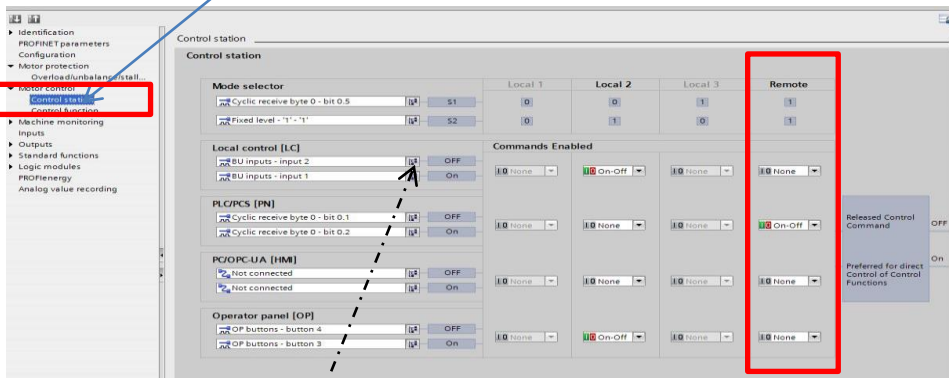 Identification
PROFINET parameters
Configuration
Motor protection
Overload/unbalance/stall...
Motor control
Control stati
Control function
Machine monitoring
Inputs
Outputs
Standard functions
Logic modules
PROFIenergy
Analog value recording
Control station
Control station
Mode selector Local 1 Local 2 Local 3 Remote
Cyclic receive byte 0 - bit 0.5 S1 0 0 1 1
Fixed level - '1' - '1' S2 0 1 0 1
Local control [LC] Commands Enabled
BU inputs - input 2 OFF
BU inputs - input 1 On
None On-Off None None
PLC/PCS [PN]
Cyclic receive byte 0 - bit 0.1 OFF
Cyclic receive byte 0 - bit 0.2 On
None None None On-Off
Released Control Command OFF
PC/OPC-UA [HMI]
Not connected OFF
Not connected On
None None None None
On
Preferred for direct Control of Control Functions
Operator panel [OP]
OP buttons - button 4 OFF
OP buttons - button 3 On
None On-Off None None